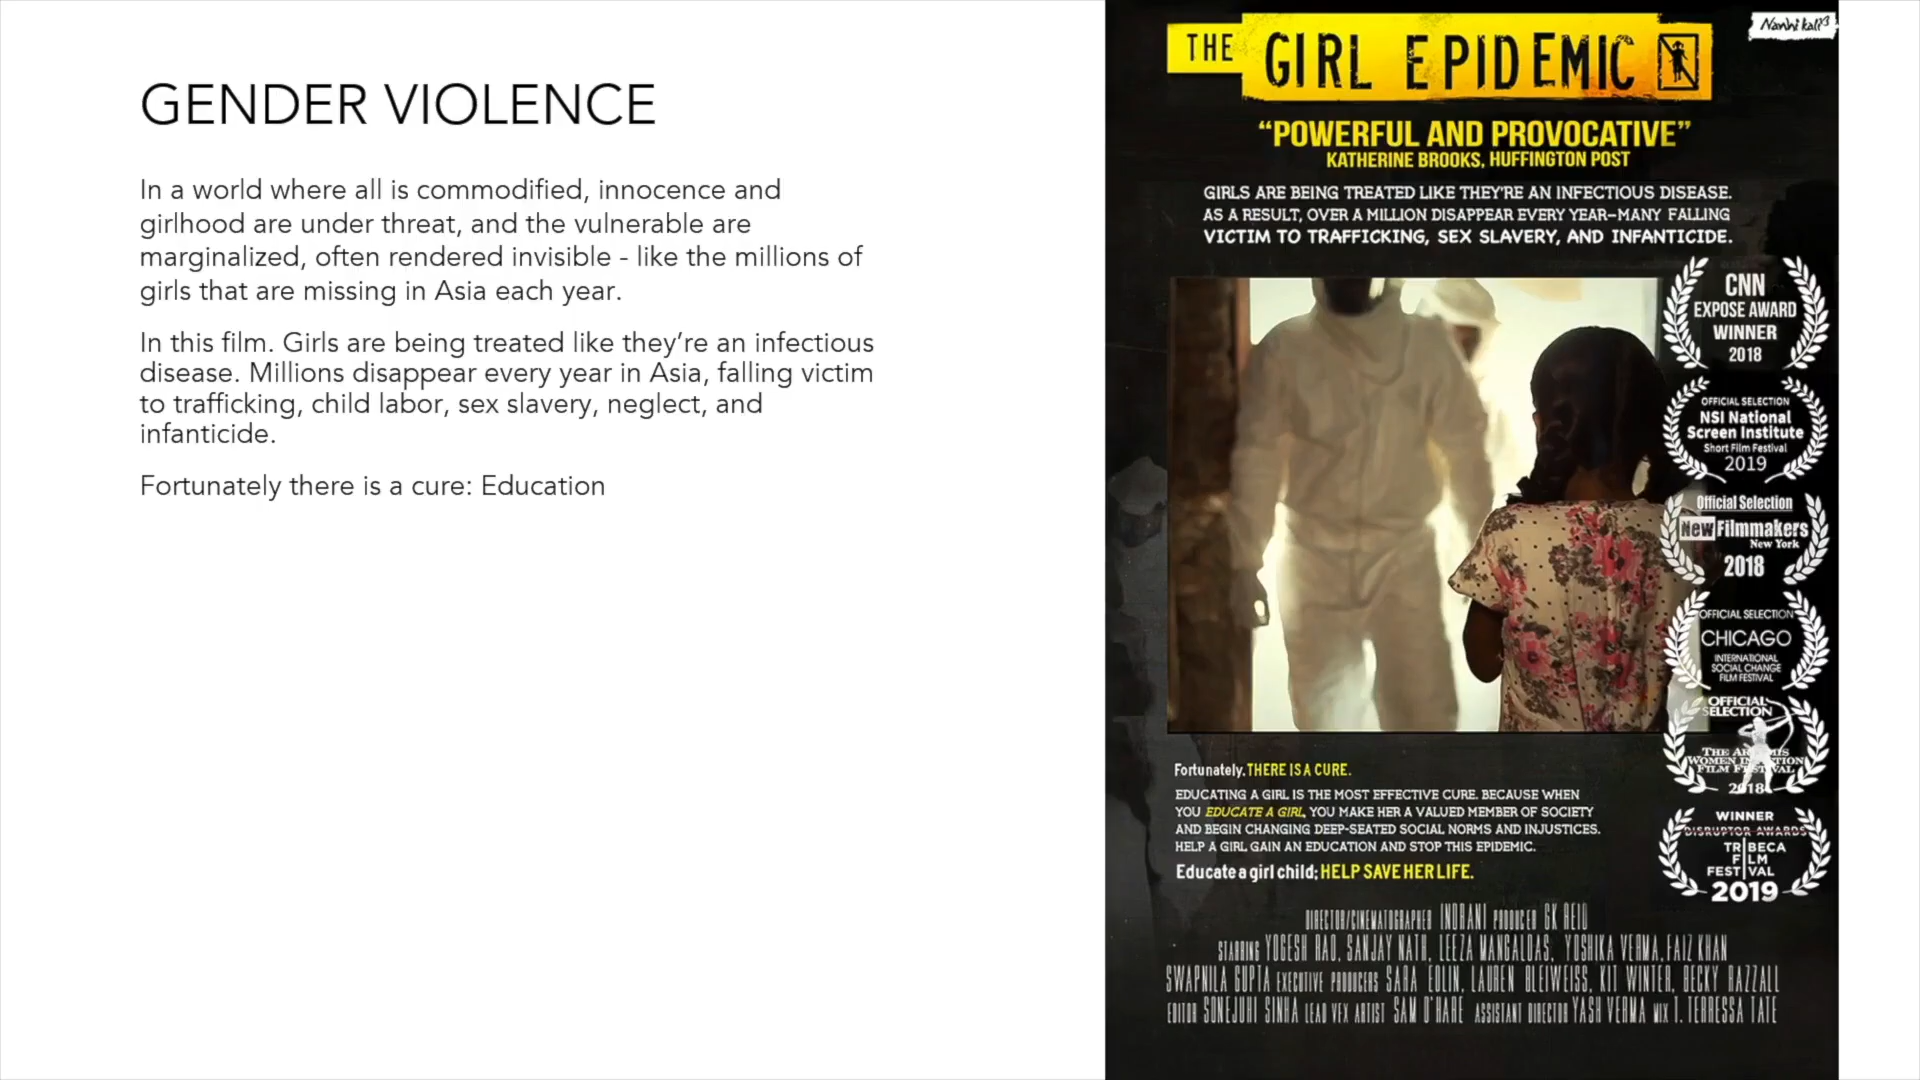 GENDER VIOLENCE
In a world where all is commodified, innocence and
girlhood are under threat, and the vulnerable are
marginalized, often rendered invisible - like the millions of
girls that are missing in Asia each year.
In this film. Girls are being treated like they’re an infectious
disease. Millions disappear every year in Asia, falling victim
to trafficking, child labor, sex slavery, neglect, and
infanticide.
Fortunately there is a cure: Education
Nanhi kali
THE GIRL EPIDEMIC
“POWERFUL AND PROVOCATIVE”
KATHERINE BROOKS, HUFFINGTON POST
GIRLS ARE BEING TREATED LIKE THEY’RE AN INFECTIOUS DISEASE.
AS A RESULT, OVER A MILLION DISAPPEAR EVERY YEAR–MANY FALLING
VICTIM TO TRAFFICKING, SEX SLAVERY, AND INFANTICIDE.
CNN
EXPOSE AWARD
WINNER
2018
OFFICIAL SELECTION
NSI National
Screen Institute
Short Film Festival
2019
Official Selection
New Filmmakers
New York
2018
OFFICIAL SELECTION
CHICAGO
INTERNATIONAL
SOCIAL CHANGE
FILM FESTIVAL
OFFICIAL
SELECTION
THE ARTEMIS
WOMEN IN ACTION
FILM FESTIVAL
2018
WINNER
DISRUPTOR AWARDS
TRIBECA
FILM
FESTIVAL
2019
Fortunately, THERE IS A CURE.
EDUCATING A GIRL IS THE MOST EFFECTIVE CURE. BECAUSE WHEN
YOU EDUCATE A GIRL, YOU MAKE HER A VALUED MEMBER OF SOCIETY
AND BEGIN CHANGING DEEP-SEATED SOCIAL NORMS AND INJUSTICES.
HELP A GIRL GAIN AN EDUCATION AND STOP THIS EPIDEMIC.
Educate a girl child; HELP SAVE HER LIFE.
DIRECTOR/CINEMATOGRAPHER INDRANI PRODUCER GK REID
STARRING YOGESH RAO, SANJAY NATH, LEEZA MANGALDAS, YOSHIKA VERMA, FAIZ KHAN
SWAPNILA GUPTA EXECUTIVE PRODUCERS SARA EOLIN, LAUREN BLEIWEISS, KIT WINTER, BECKY RAZZALL
EDITOR SONEJUHI SINHA LEAD VFX ARTIST SAM O'HARE ASSISTANT DIRECTOR YASH VERMA MIX T. TERRESSA TATE